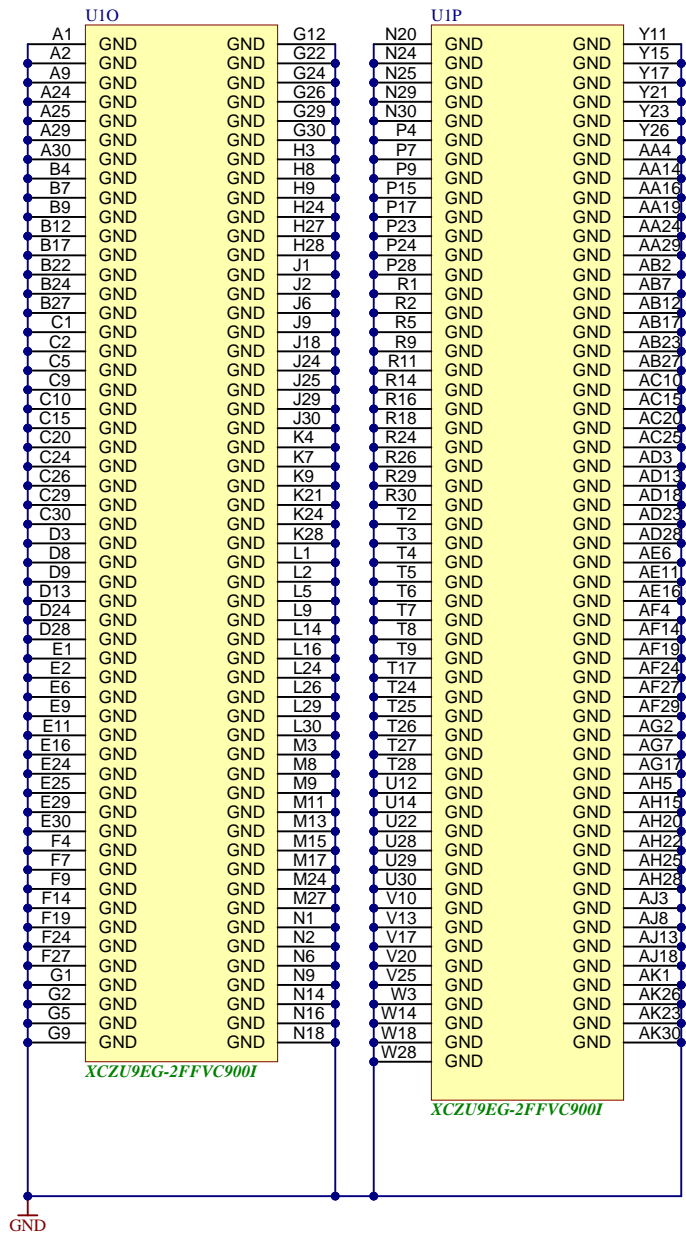 U1O U1P
A1 GND GND G12 N20 GND GND Y11
A2 GND GND G22 N24 GND GND Y15
A9 GND GND G24 N25 GND GND Y17
A24 GND GND G26 N29 GND GND Y21
A25 GND GND G29 N30 GND GND Y23
A29 GND GND G30 P4 GND GND Y26
A30 GND GND H3 P7 GND GND AA4
B4 GND GND H8 P9 GND GND AA14
B7 GND GND H9 P15 GND GND AA16
B9 GND GND H24 P17 GND GND AA19
B12 GND GND H27 P23 GND GND AA24
B17 GND GND H28 P24 GND GND AA29
B22 GND GND J1 P28 GND GND AB2
B24 GND GND J2 R1 GND GND AB7
B27 GND GND J6 R2 GND GND AB12
C1 GND GND J9 R5 GND GND AB17
C2 GND GND J18 R9 GND GND AB23
C5 GND GND J24 R11 GND GND AB27
C9 GND GND J25 R14 GND GND AC10
C10 GND GND J29 R16 GND GND AC15
C15 GND GND J30 R18 GND GND AC20
C20 GND GND K4 R24 GND GND AC25
C24 GND GND K7 R26 GND GND AD3
C26 GND GND K9 R29 GND GND AD13
C29 GND GND K21 R30 GND GND AD18
C30 GND GND K24 T2 GND GND AD23
D3 GND GND K28 T3 GND GND AD28
D8 GND GND L1 T4 GND GND AE6
D9 GND GND L2 T5 GND GND AE11
D13 GND GND L5 T6 GND GND AE16
D24 GND GND L9 T7 GND GND AF4
D28 GND GND L14 T8 GND GND AF14
E1 GND GND L16 T9 GND GND AF19
E2 GND GND L24 T17 GND GND AF24
E6 GND GND L26 T24 GND GND AF27
E9 GND GND L29 T25 GND GND AF29
E11 GND GND L30 T26 GND GND AG2
E16 GND GND M3 T27 GND GND AG7
E24 GND GND M8 T28 GND GND AG17
E25 GND GND M9 U12 GND GND AH5
E29 GND GND M11 U14 GND GND AH15
E30 GND GND M13 U22 GND GND AH20
F4 GND GND M15 U28 GND GND AH22
F7 GND GND M17 U29 GND GND AH25
F9 GND GND M24 U30 GND GND AH28
F14 GND GND M27 V10 GND GND AJ3
F19 GND GND N1 V13 GND GND AJ8
F24 GND GND N2 V17 GND GND AJ13
F27 GND GND N6 V20 GND GND AJ18
G1 GND GND N9 V25 GND GND AK1
G2 GND GND N14 W3 GND GND AK26
G5 GND GND N16 W14 GND GND AK23
G9 GND GND N18 W18 GND GND AK30
W28 GND
XCZU9EG-2FFVC900I
XCZU9EG-2FFVC900I
GND